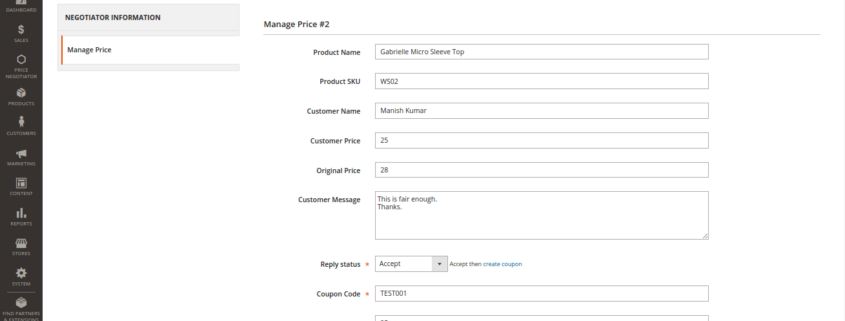 DASHBOARD
SALES
PRICE
NEGOTIATOR
PRODUCTS
CUSTOMERS
MARKETING
CONTENT
REPORTS
STORES
SYSTEM
FIND PARTNERS
& EXTENSIONS
NEGOTIATOR INFORMATION
Manage Price
Manage Price #2
Product Name Gabrielle Micro Sleeve Top
Product SKU WS02
Customer Name Manish Kumar
Customer Price 25
Original Price 28
Customer Message This is fair enough.
Thanks.
Reply status * Accept Accept then create coupon
Coupon Code * TEST001